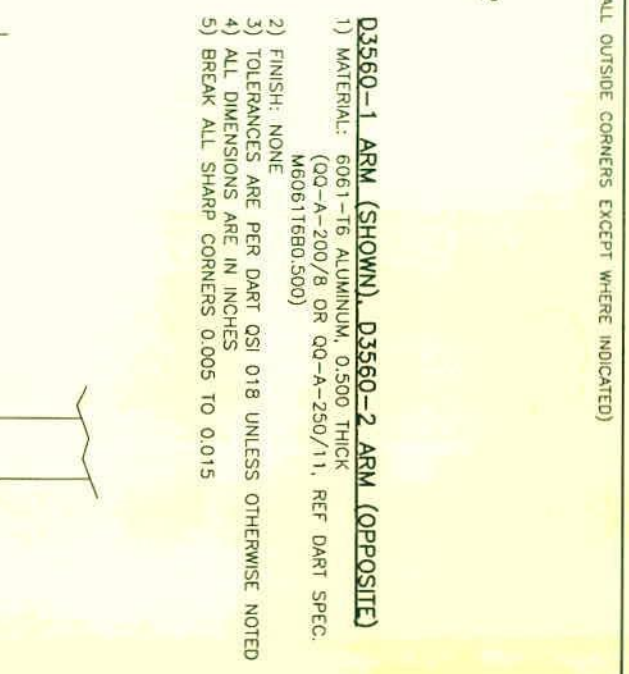 ALL OUTSIDE CORNERS EXCEPT WHERE INDICATED)
D3560-1 ARM (SHOWN), D3560-2 ARM (OPPOSITE)
1) MATERIAL: 6061-T6 ALUMINUM, 0.500 THICK
(QQ-A-200/8 OR QQ-A-250/11, REF DART SPEC.
M6061T6B0.500)
2) FINISH: NONE
3) TOLERANCES ARE PER DART QSI 018 UNLESS OTHERWISE NOTED
4) ALL DIMENSIONS ARE IN INCHES
5) BREAK ALL SHARP CORNERS 0.005 TO 0.015